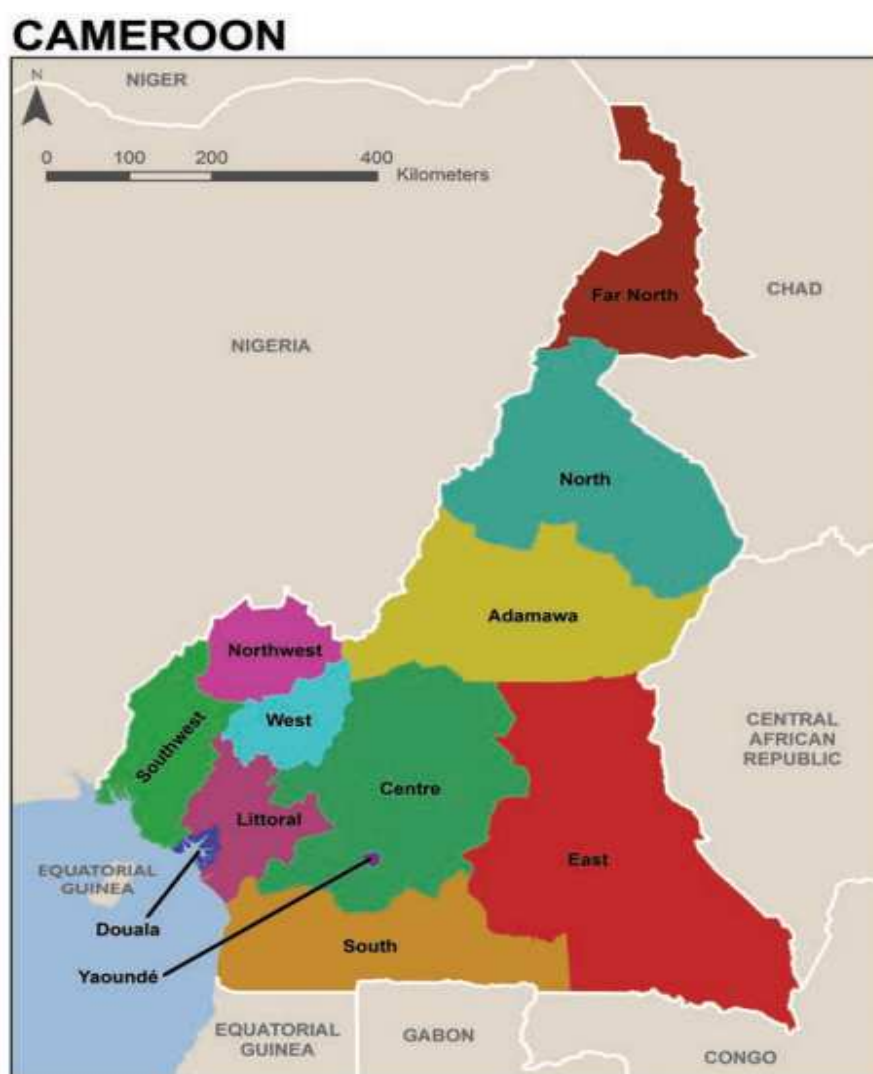 CAMEROON
N
NIGER
0 100 200 400
Kilometers
Far North
CHAD
NIGERIA
North
Adamawa
Northwest
West
Southwest
CENTRAL
AFRICAN
REPUBLIC
Centre
Littoral
East
EQUATORIAL
GUINEA
Douala
South
Yaoundé
EQUATORIAL
GUINEA
GABON
CONGO